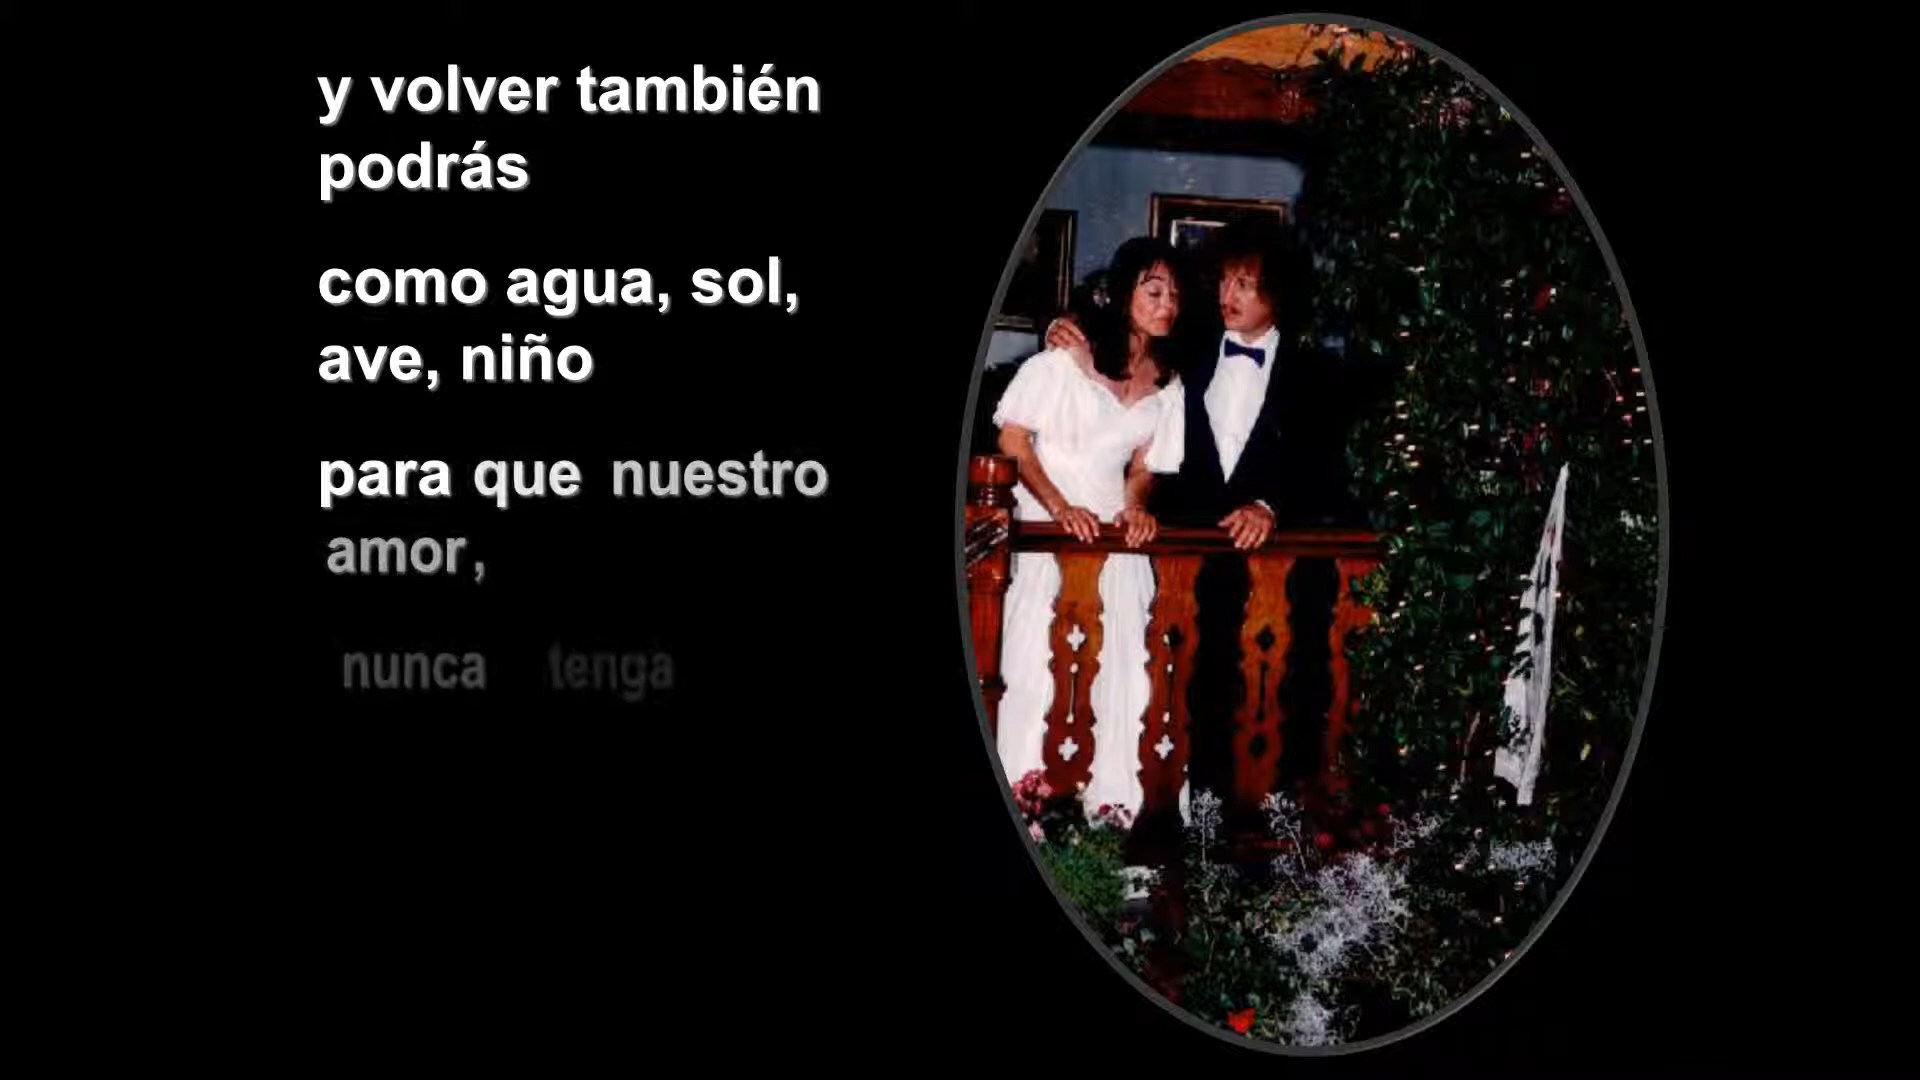 y volver también
podrás
como agua, sol,
ave, niño
para que nuestro
amor,
nunca tenga